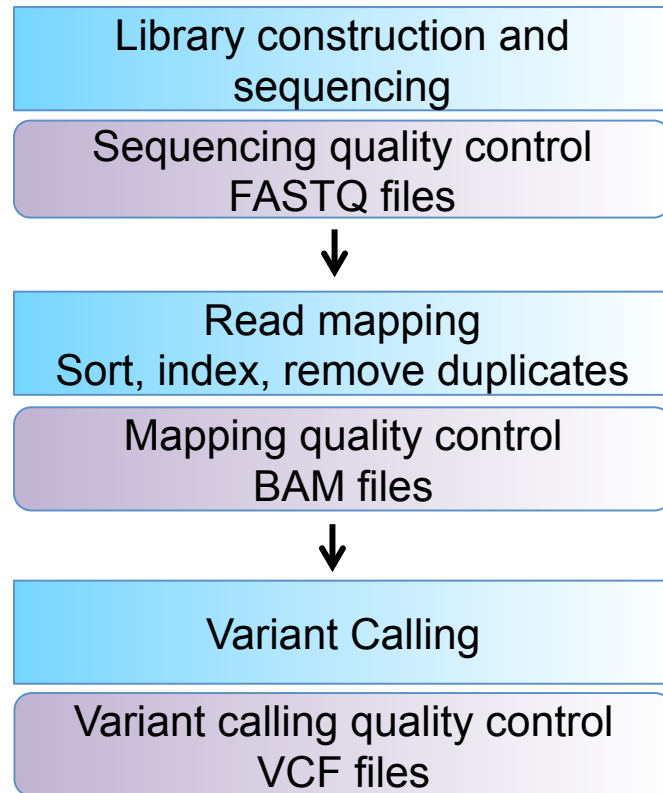 Library construction and
sequencing
Sequencing quality control
FASTQ files
Read mapping
Sort, index, remove duplicates
Mapping quality control
BAM files
Variant Calling
Variant calling quality control
VCF files